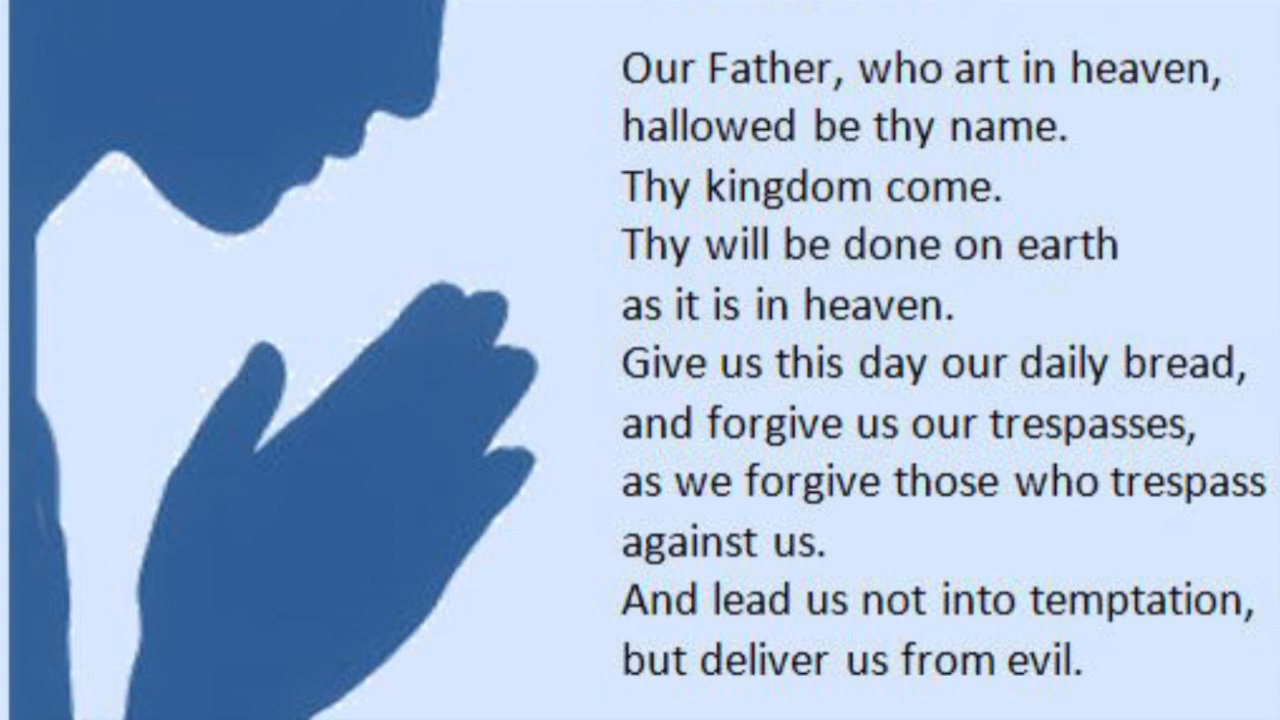 Our Father, who art in heaven,
hallowed be thy name.
Thy kingdom come.
Thy will be done on earth
as it is in heaven.
Give us this day our daily bread,
and forgive us our trespasses,
as we forgive those who trespass
against us.
And lead us not into temptation,
but deliver us from evil.